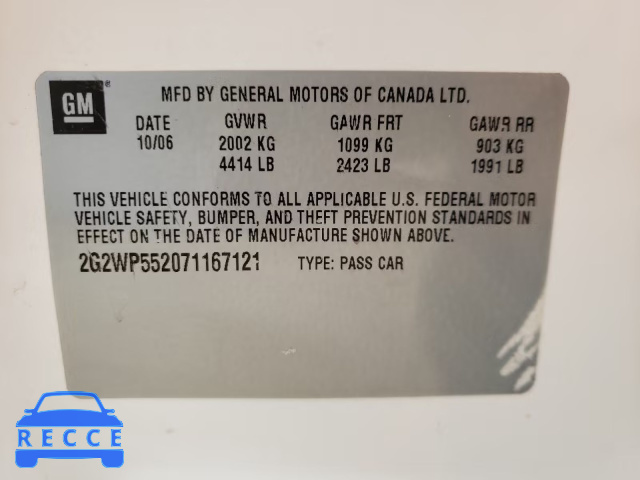 GM
MFD BY GENERAL MOTORS OF CANADA LTD.
DATE GVWR GAWR FRT GAWR RR
10/06 2002 KG 1099 KG 903 KG
4414 LB 2423 LB 1991 LB
THIS VEHICLE CONFORMS TO ALL APPLICABLE U.S. FEDERAL MOTOR
VEHICLE SAFETY, BUMPER, AND THEFT PREVENTION STANDARDS IN
EFFECT ON THE DATE OF MANUFACTURE SHOWN ABOVE.
2G2WP552071167121 TYPE: PASS CAR
RECCE